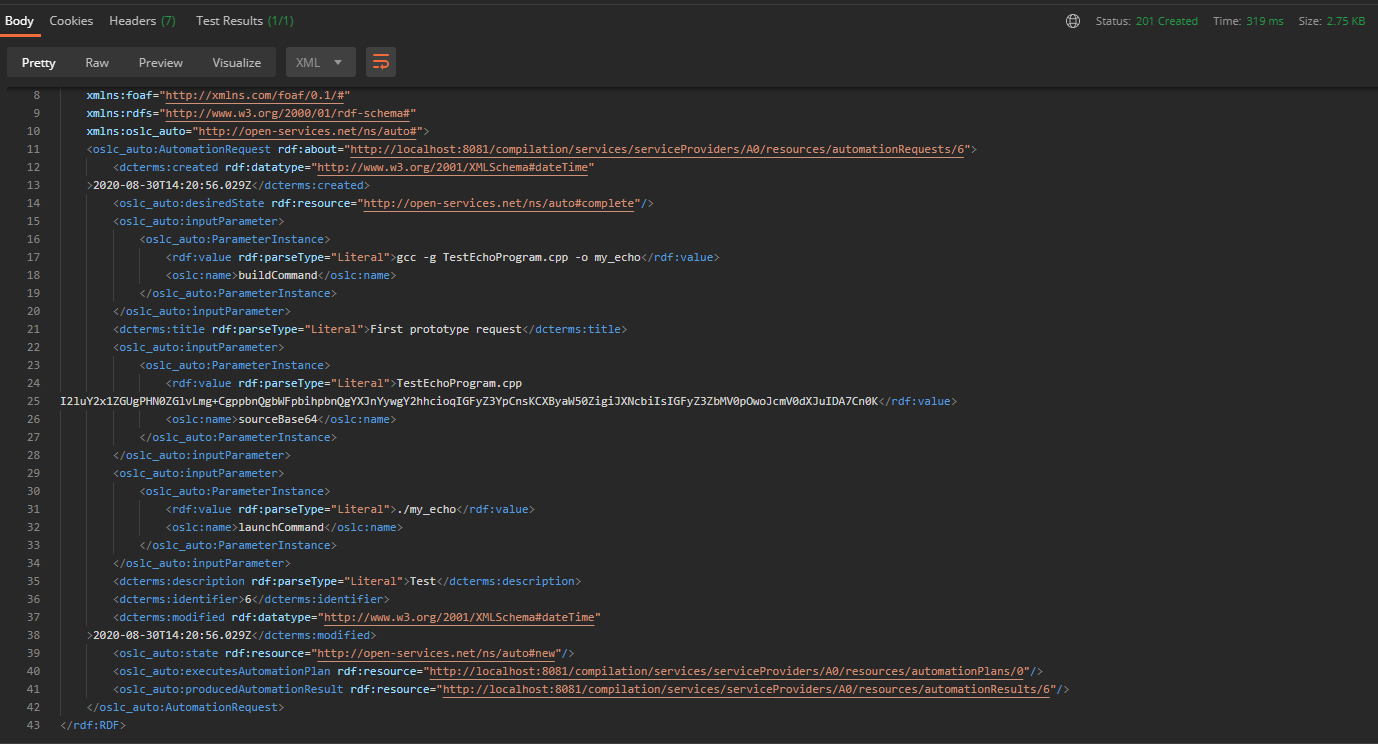 Body Cookies Headers (7) Test Results (1/1) Status: 201 Created Time: 319 ms Size: 2.75 KB
Pretty Raw Preview Visualize XML
8 xmlns:foaf="http://xmlns.com/foaf/0.1/#"
9 xmlns:rdfs="http://www.w3.org/2000/01/rdf-schema#"
10 xmlns:oslc_auto="http://open-services.net/ns/auto#">
11 <oslc_auto:AutomationRequest rdf:about="http://localhost:8081/compilation/services/serviceProviders/A0/resources/automationRequests/6">
12 <dcterms:created rdf:datatype="http://www.w3.org/2001/XMLSchema#dateTime"
13 >2020-08-30T14:20:56.029Z</dcterms:created>
14 <oslc_auto:desiredState rdf:resource="http://open-services.net/ns/auto#complete"/>
15 <oslc_auto:inputParameter>
16 <oslc_auto:ParameterInstance>
17 <rdf:value rdf:parseType="Literal">gcc -g TestEchoProgram.cpp -o my_echo</rdf:value>
18 <oslc:name>buildCommand</oslc:name>
19 </oslc_auto:ParameterInstance>
20 </oslc_auto:inputParameter>
21 <dcterms:title rdf:parseType="Literal">First prototype request</dcterms:title>
22 <oslc_auto:inputParameter>
23 <oslc_auto:ParameterInstance>
24 <rdf:value rdf:parseType="Literal">TestEchoProgram.cpp
25 I2luY2x1ZGUgPHN0ZGlvLmg+CgppbnQgbWFpbihpbnQgYXJnYywgY2hhcioqIGFyZ3YpCnsKCXByaW50ZigiJXNcbiIsIGFyZ3ZbMV0pOwoJcmV0dXJuIDA7Cn0K</rdf:value>
26 <oslc:name>sourceBase64</oslc:name>
27 </oslc_auto:ParameterInstance>
28 </oslc_auto:inputParameter>
29 <oslc_auto:inputParameter>
30 <oslc_auto:ParameterInstance>
31 <rdf:value rdf:parseType="Literal">./my_echo</rdf:value>
32 <oslc:name>launchCommand</oslc:name>
33 </oslc_auto:ParameterInstance>
34 </oslc_auto:inputParameter>
35 <dcterms:description rdf:parseType="Literal">Test</dcterms:description>
36 <dcterms:identifier>6</dcterms:identifier>
37 <dcterms:modified rdf:datatype="http://www.w3.org/2001/XMLSchema#dateTime"
38 >2020-08-30T14:20:56.029Z</dcterms:modified>
39 <oslc_auto:state rdf:resource="http://open-services.net/ns/auto#new"/>
40 <oslc_auto:executesAutomationPlan rdf:resource="http://localhost:8081/compilation/services/serviceProviders/A0/resources/automationPlans/0"/>
41 <oslc_auto:producedAutomationResult rdf:resource="http://localhost:8081/compilation/services/serviceProviders/A0/resources/automationResults/6"/>
42 </oslc_auto:AutomationRequest>
43 </rdf:RDF>